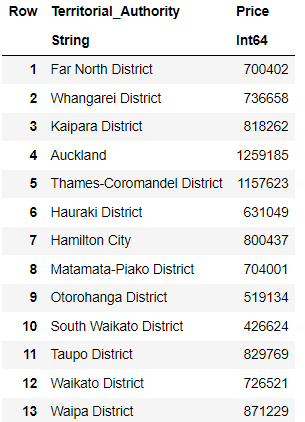 Row Territorial_Authority Price
String Int64
1 Far North District 700402
2 Whangarei District 736658
3 Kaipara District 818262
4 Auckland 1259185
5 Thames-Coromandel District 1157623
6 Hauraki District 631049
7 Hamilton City 800437
8 Matamata-Piako District 704001
9 Otorohanga District 519134
10 South Waikato District 426624
11 Taupo District 829769
12 Waikato District 726521
13 Waipa District 871229